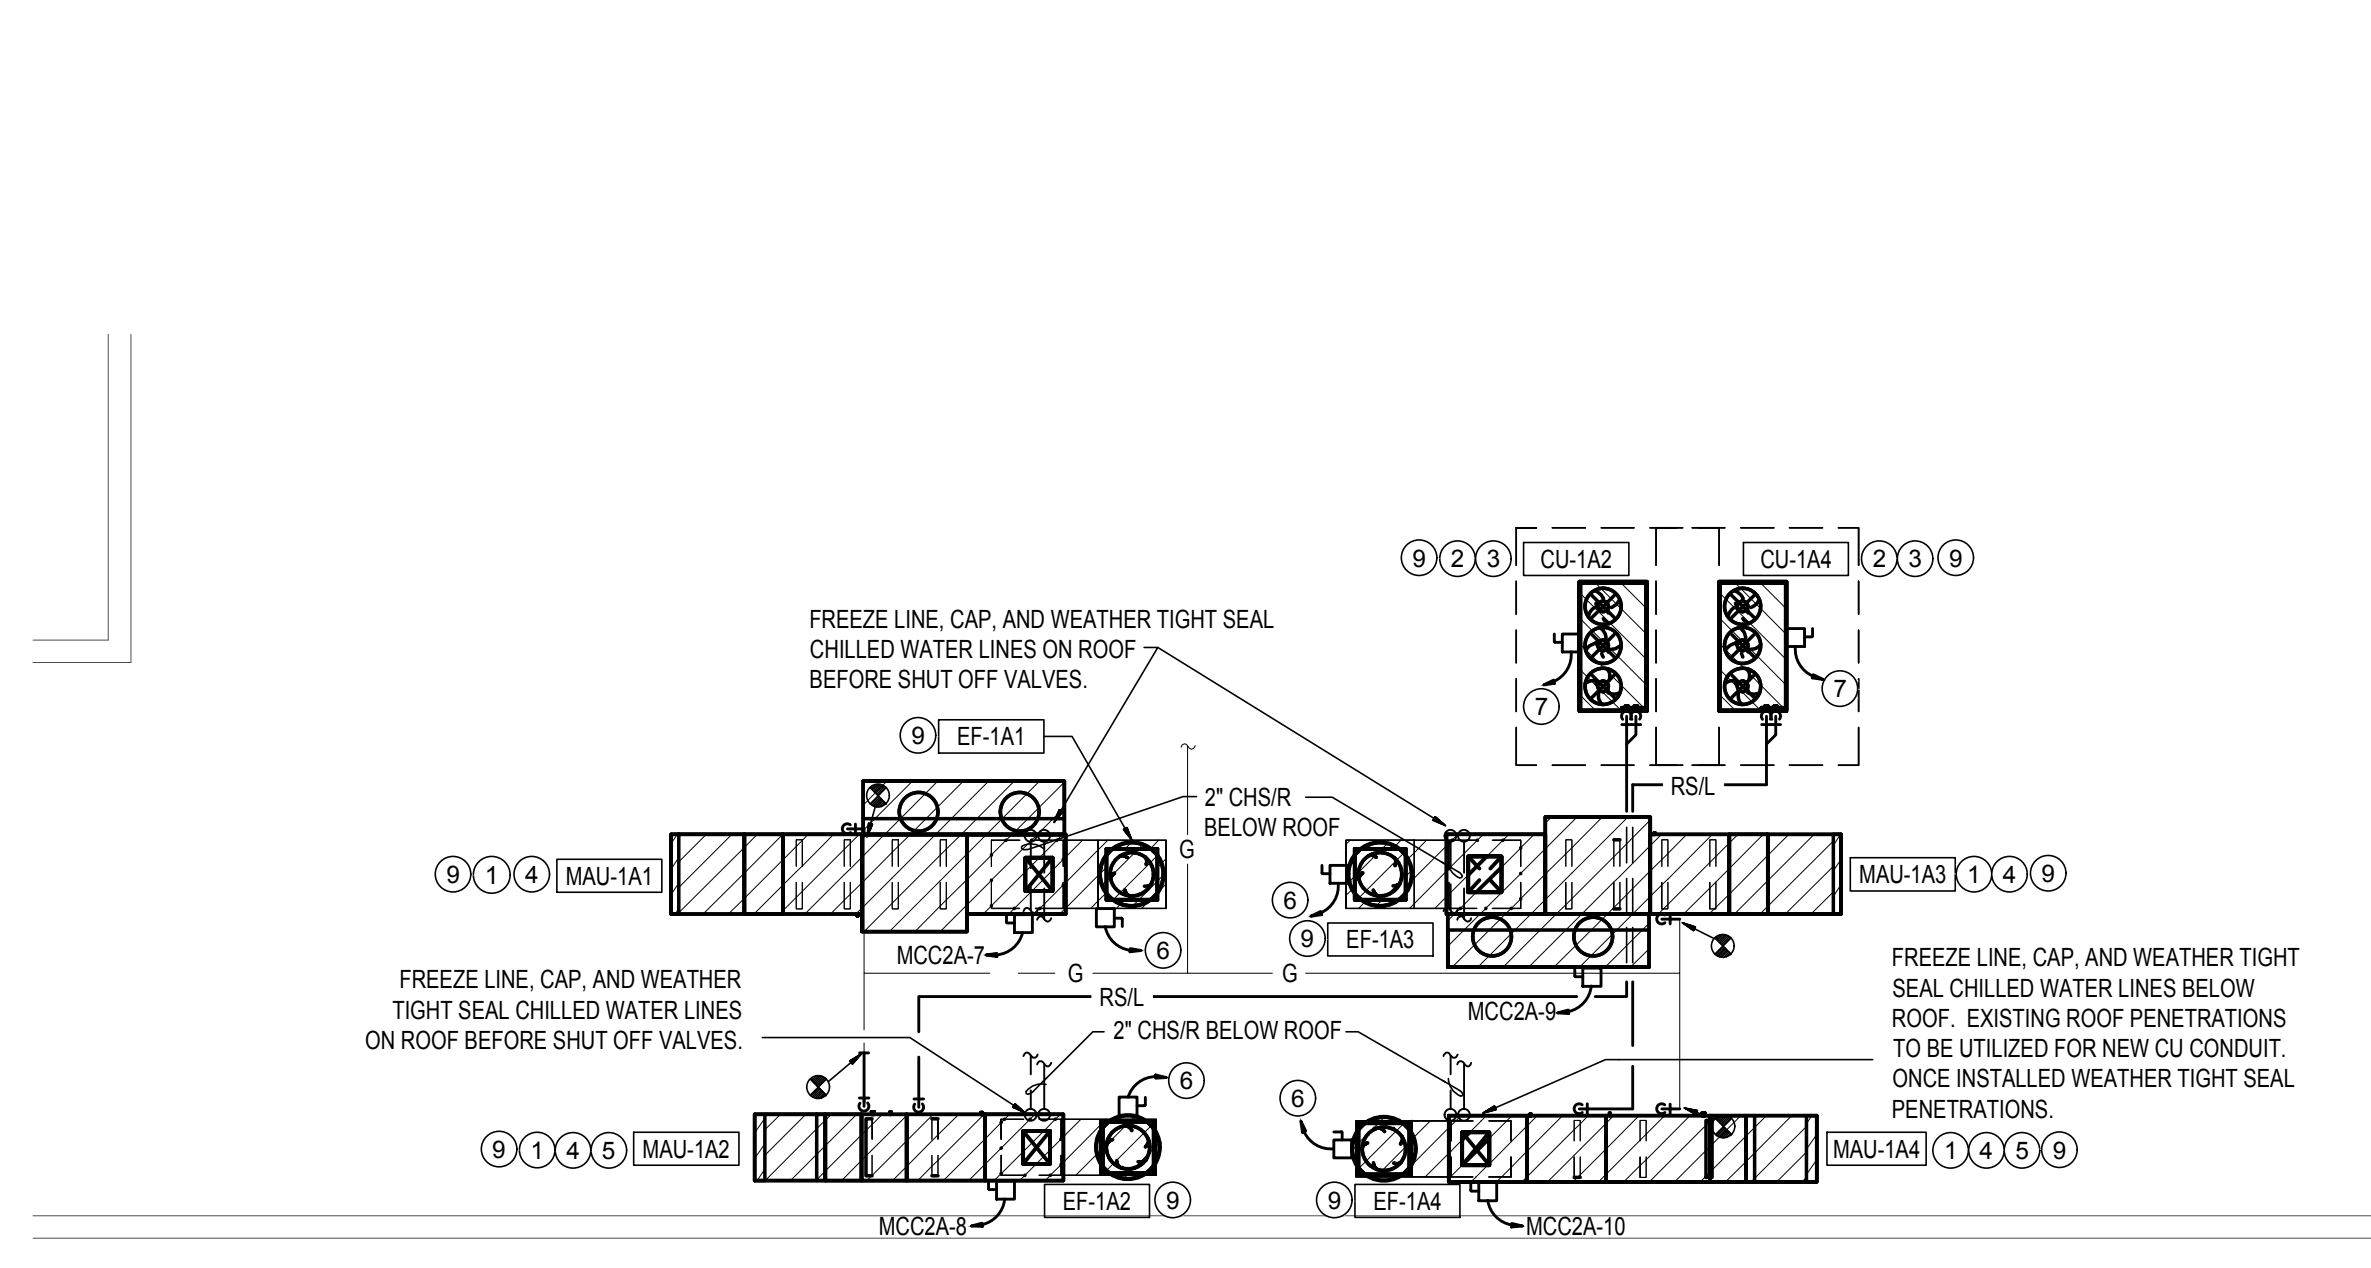 9 2 3 CU-1A2
CU-1A4 2 3 9
FREEZE LINE, CAP, AND WEATHER TIGHT SEAL
CHILLED WATER LINES ON ROOF
BEFORE SHUT OFF VALVES.
7
7
9 EF-1A1
RS/L
2" CHS/R
BELOW ROOF
G
9 1 4 MAU-1A1
MAU-1A3 1 4 9
6
9 EF-1A3
MCC2A-7
6
FREEZE LINE, CAP, AND WEATHER
TIGHT SEAL CHILLED WATER LINES
ON ROOF BEFORE SHUT OFF VALVES.
G
G
RS/L
MCC2A-9
2" CHS/R BELOW ROOF
FREEZE LINE, CAP, AND WEATHER TIGHT
SEAL CHILLED WATER LINES BELOW
ROOF. EXISTING ROOF PENETRATIONS
TO BE UTILIZED FOR NEW CU CONDUIT.
ONCE INSTALLED WEATHER TIGHT SEAL
PENETRATIONS.
6
6
9 1 4 5 MAU-1A2
MAU-1A4 1 4 5 9
EF-1A2 9
9 EF-1A4
MCC2A-8
MCC2A-10